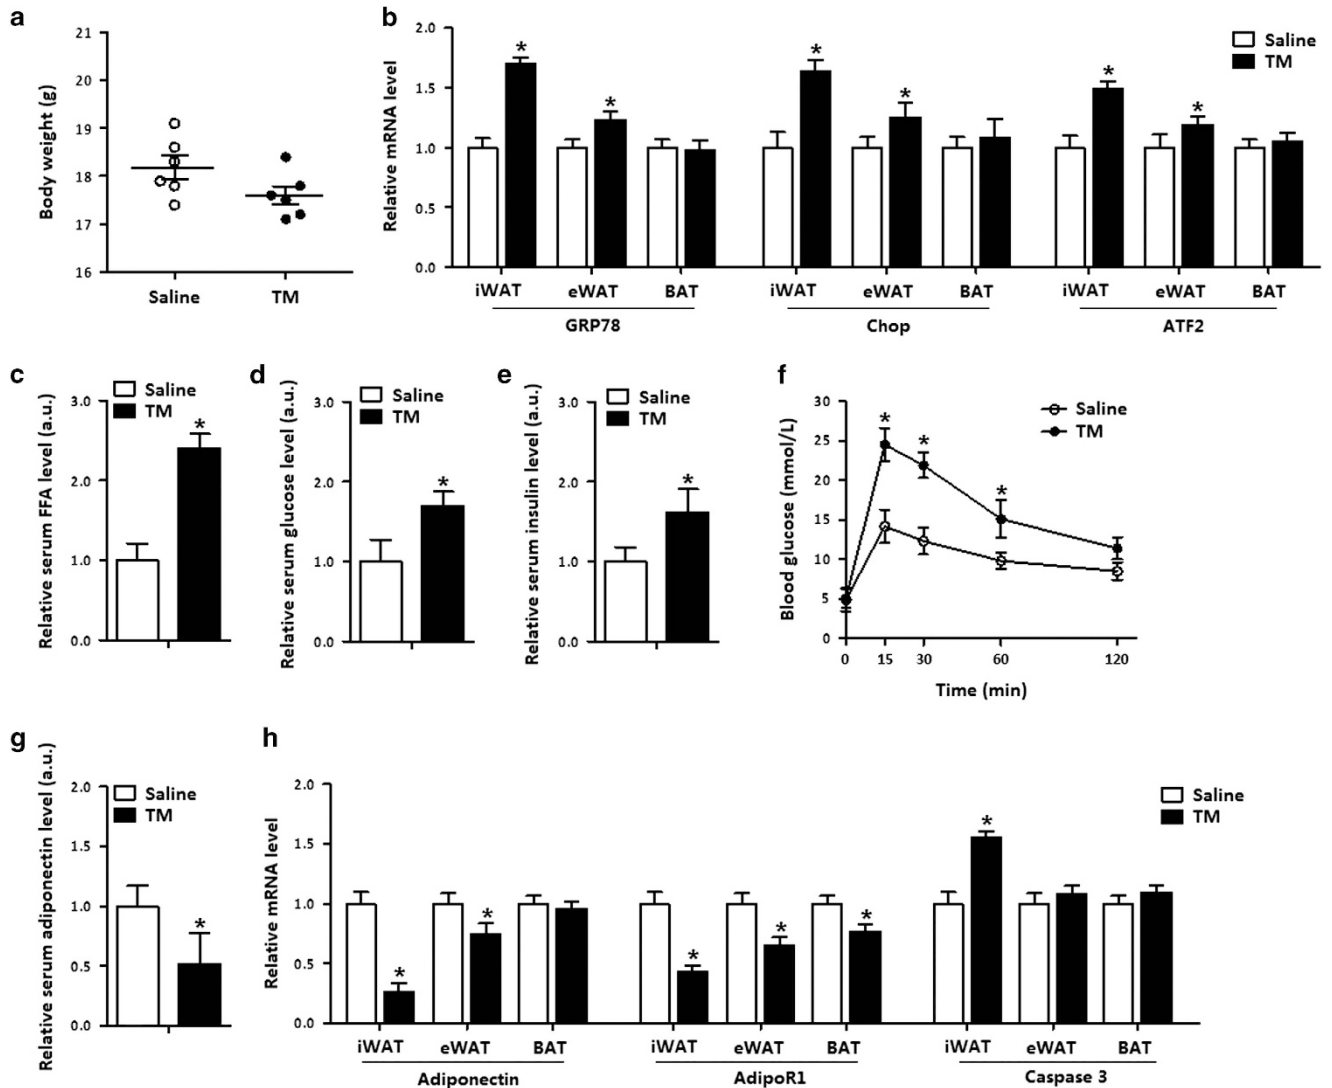 a
Body weight (g)
21
20
19
18
17
16
Saline TM
b
Relative mRNA level
2.0
1.5
1.0
0.5
0.0
* * * * * *
Saline
TM
iWAT eWAT BAT iWAT eWAT BAT iWAT eWAT BAT
GRP78 Chop ATF2
c
Relative serum FFA level (a.u.)
Saline
TM
3.0
2.0
1.0
0.0
*
d
Relative serum glucose level (a.u.)
Saline
TM
3.0
2.0
1.0
0.0
*
e
Relative serum insulin level (a.u.)
Saline
TM
3.0
2.0
1.0
0.0
*
f
Blood glucose (mmol/L)
30
25
20
15
10
5
0
* * *
Saline
TM
0 15 30 60 120
Time (min)
g
Relative serum adiponectin level (a.u.)
Saline
TM
2.0
1.5
1.0
0.5
0.0
*
h
Relative mRNA level
2.0
1.5
1.0
0.5
0.0
* * * * * *
Saline
TM
iWAT eWAT BAT iWAT eWAT BAT iWAT eWAT BAT
Adiponectin AdipoR1 Caspase 3